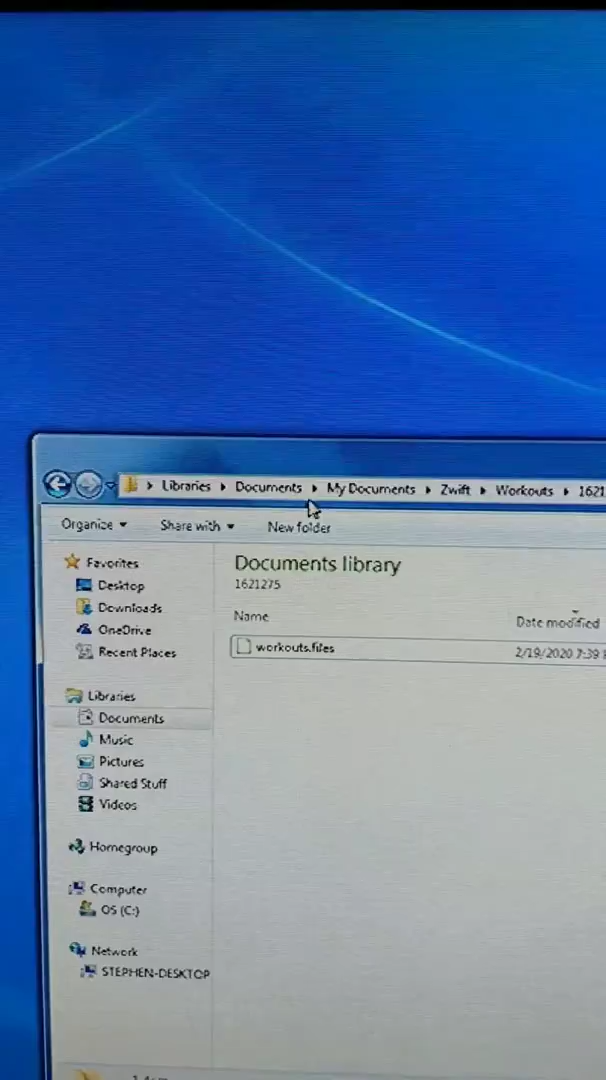 Libraries Documents My Documents Zwift Workouts 1621
Organize Share with New folder
Favorites
Desktop
Downloads
OneDrive
Recent Places
Libraries
Documents
Music
Pictures
Shared Stuff
Videos
Homegroup
Computer
OS (C:)
Network
STEPHEN-DESKTOP
Documents library
1621275
Name Date modified
workouts.files 2/19/2020 7:39